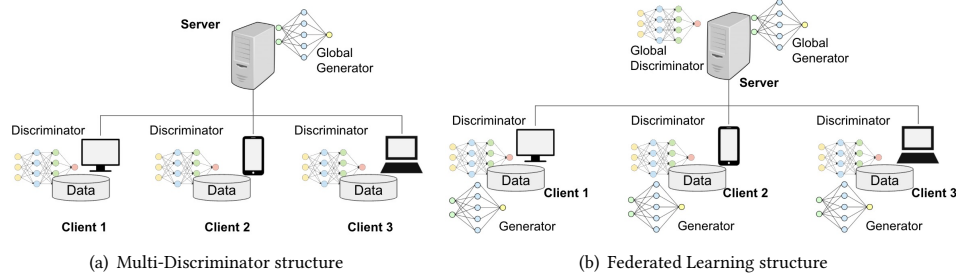 Server
Global
Generator
Discriminator
Discriminator
Discriminator
Data
Data
Data
Client 1
Client 2
Client 3
(a) Multi-Discriminator structure
Global
Discriminator
Global
Generator
Server
Discriminator
Discriminator
Discriminator
Data
Client 1
Data
Client 2
Data
Client 3
Generator
Generator
Generator
(b) Federated Learning structure